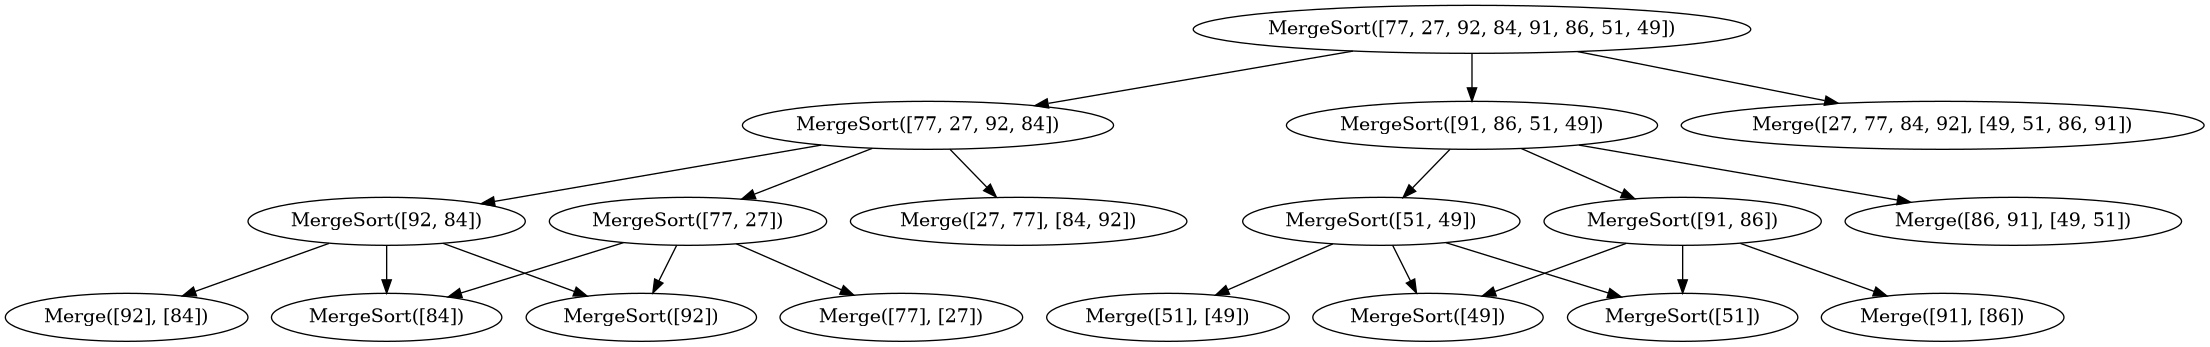 MergeSort([77, 27, 92, 84, 91, 86, 51, 49])
MergeSort([77, 27, 92, 84])
MergeSort([91, 86, 51, 49])
Merge([27, 77, 84, 92], [49, 51, 86, 91])
MergeSort([92, 84])
MergeSort([77, 27])
Merge([27, 77], [84, 92])
MergeSort([51, 49])
MergeSort([91, 86])
Merge([86, 91], [49, 51])
Merge([92], [84])
MergeSort([84])
MergeSort([92])
Merge([77], [27])
Merge([51], [49])
MergeSort([49])
MergeSort([51])
Merge([91], [86])